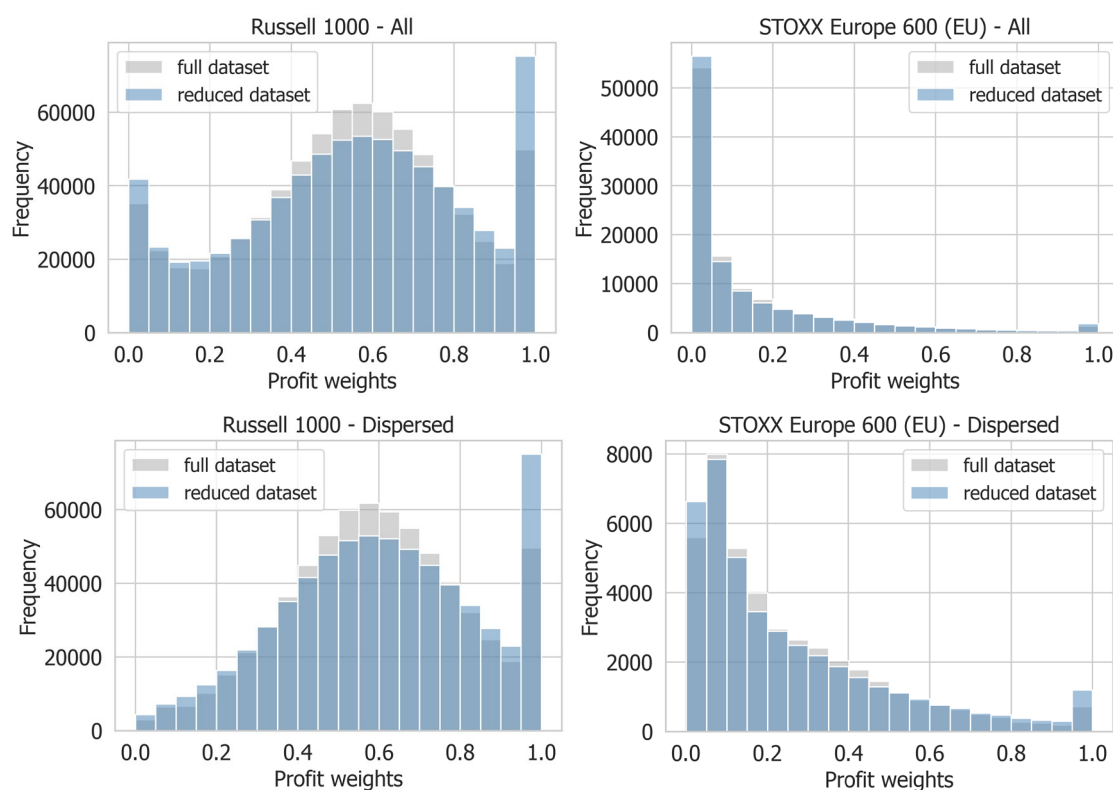 Russell 1000 - All
full dataset
reduced dataset
Frequency
60000
40000
20000
0
0.0 0.2 0.4 0.6 0.8 1.0
Profit weights
STOXX Europe 600 (EU) - All
full dataset
reduced dataset
Frequency
50000
40000
30000
20000
10000
0
0.0 0.2 0.4 0.6 0.8 1.0
Profit weights
Russell 1000 - Dispersed
full dataset
reduced dataset
Frequency
60000
40000
20000
0
0.0 0.2 0.4 0.6 0.8 1.0
Profit weights
STOXX Europe 600 (EU) - Dispersed
full dataset
reduced dataset
Frequency
8000
6000
4000
2000
0
0.0 0.2 0.4 0.6 0.8 1.0
Profit weights